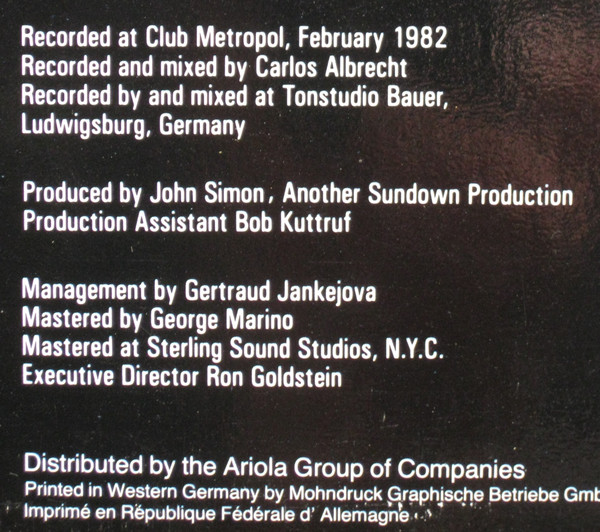 Recorded at Club Metropol, February 1982
Recorded and mixed by Carlos Albrecht
Recorded by and mixed at Tonstudio Bauer,
Ludwigsburg, Germany
Produced by John Simon, Another Sundown Production
Production Assistant Bob Kuttruf
Management by Gertraud Jankejova
Mastered by George Marino
Mastered at Sterling Sound Studios, N.Y.C.
Executive Director Ron Goldstein
Distributed by the Ariola Group of Companies
Printed in Western Germany by Mohndruck Graphische Betriebe Gmb
Imprimé en République Fédérale d' Allemagne